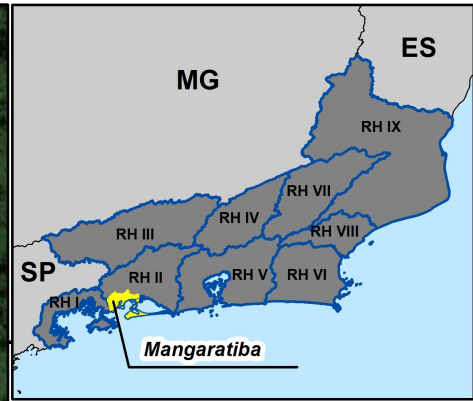 ES
MG
RH IX
RH VII
RH IV
RH VIII
RH III
SP
RH II
RH V
RH VI
RH I
Mangaratiba